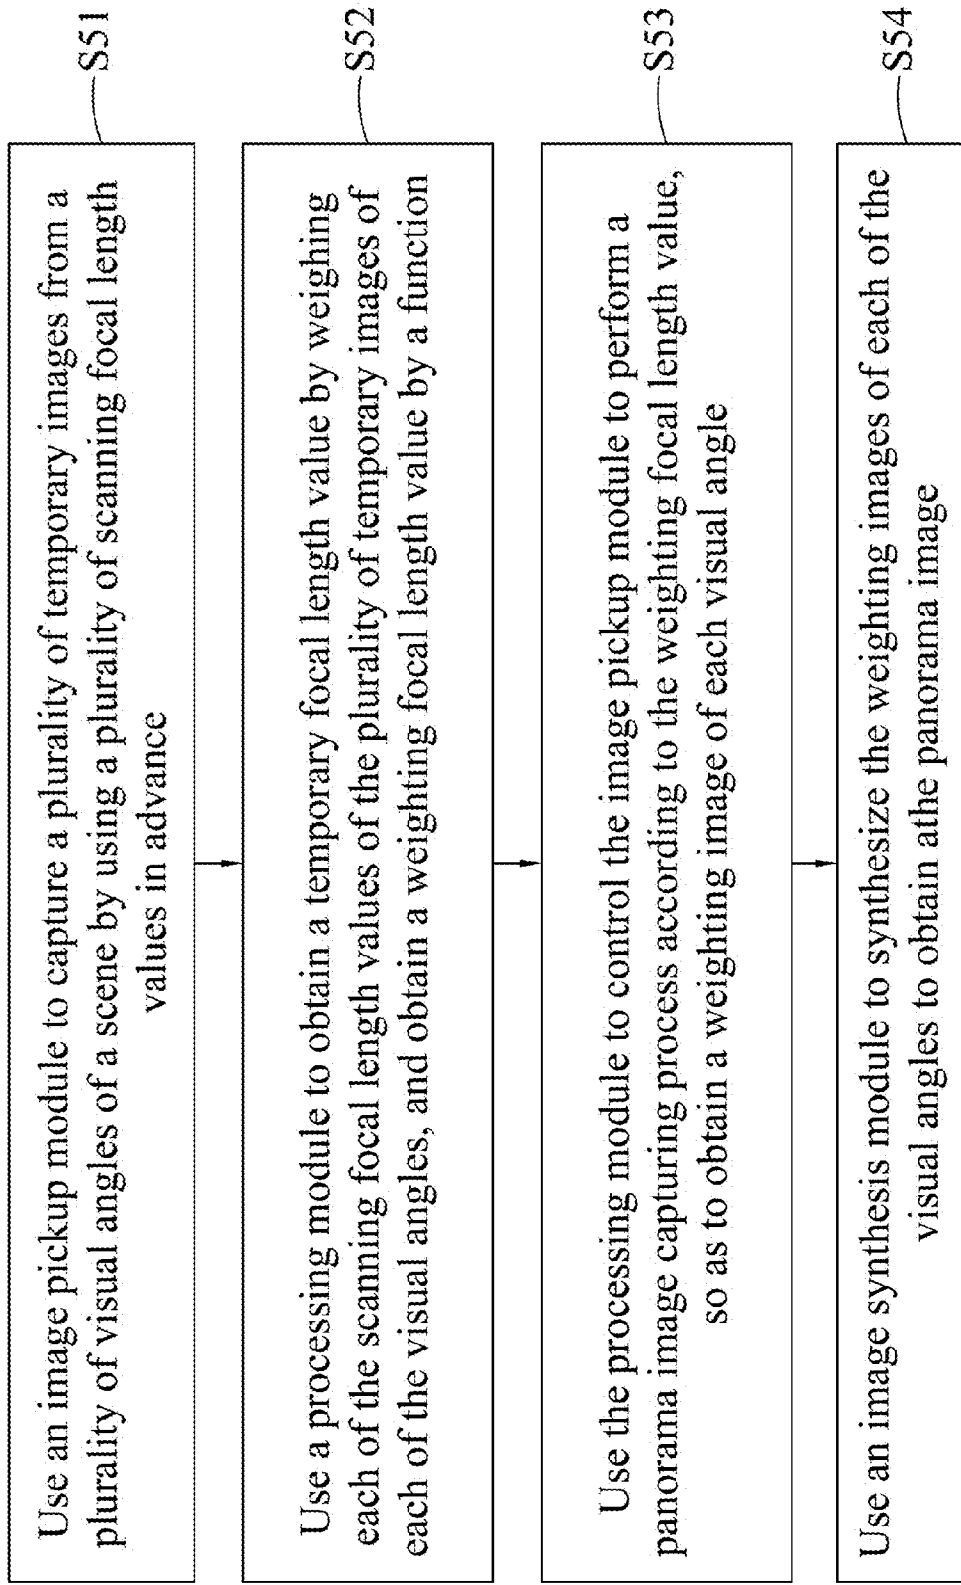 Use an image pickup module to capture a plurality of temporary images from a
plurality of visual angles of a scene by using a plurality of scanning focal length
values in advance
S51
Use a processing module to obtain a temporary focal length value by weighing
each of the scanning focal length values of the plurality of temporary images of
each of the visual angles, and obtain a weighting focal length value by a function
S52
Use the processing module to control the image pickup module to perform a
panorama image capturing process according to the weighting focal length value,
so as to obtain a weighting image of each visual angle
S53
Use an image synthesis module to synthesize the weighting images of each of the
visual angles to obtain athe panorama image
S54